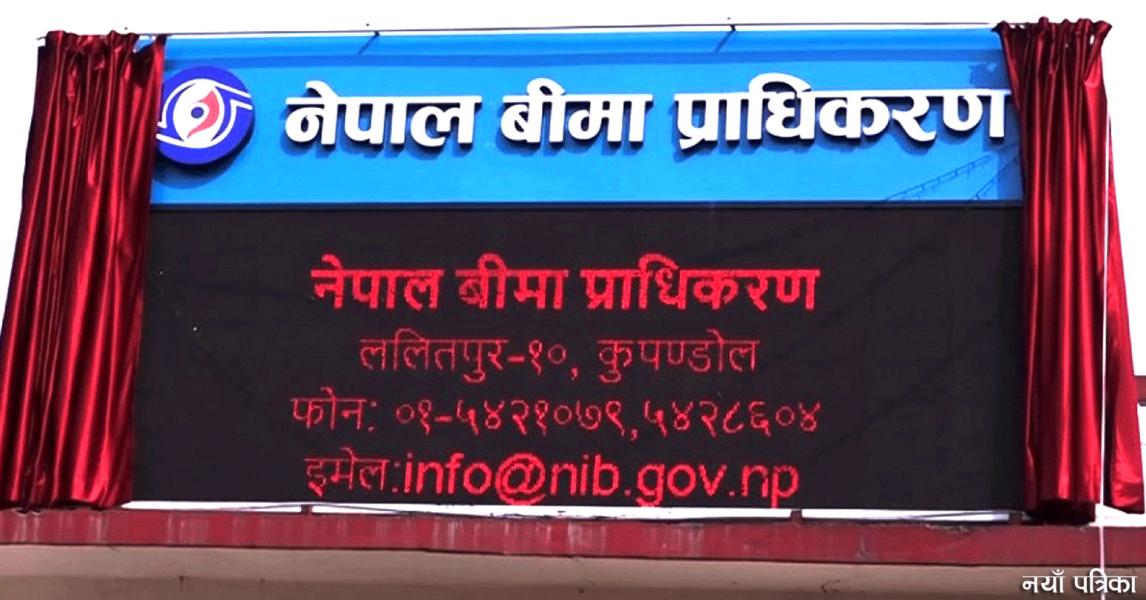 नेपाल बीमा प्राधिकरण
नेपाल बीमा प्राधिकरण
ललितपुर-१०, कुपण्डोल
फोन: ०१-५४२१०७९,५४२८६०४
इमेल:info@nib.gov.np
नयाँ पत्रिका